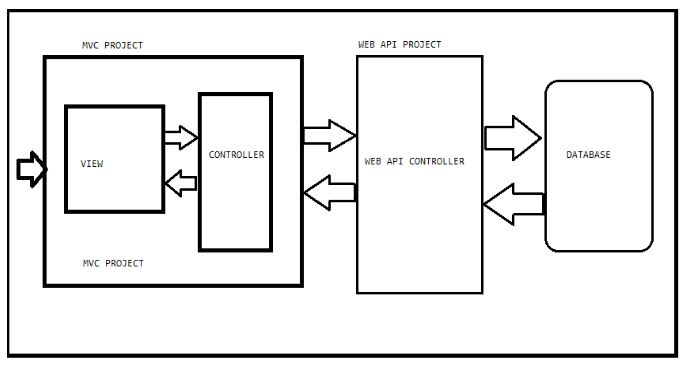 MVC PROJECT
WEB API PROJECT
VIEW
CONTROLLER
WEB API CONTROLLER
DATABASE
MVC PROJECT